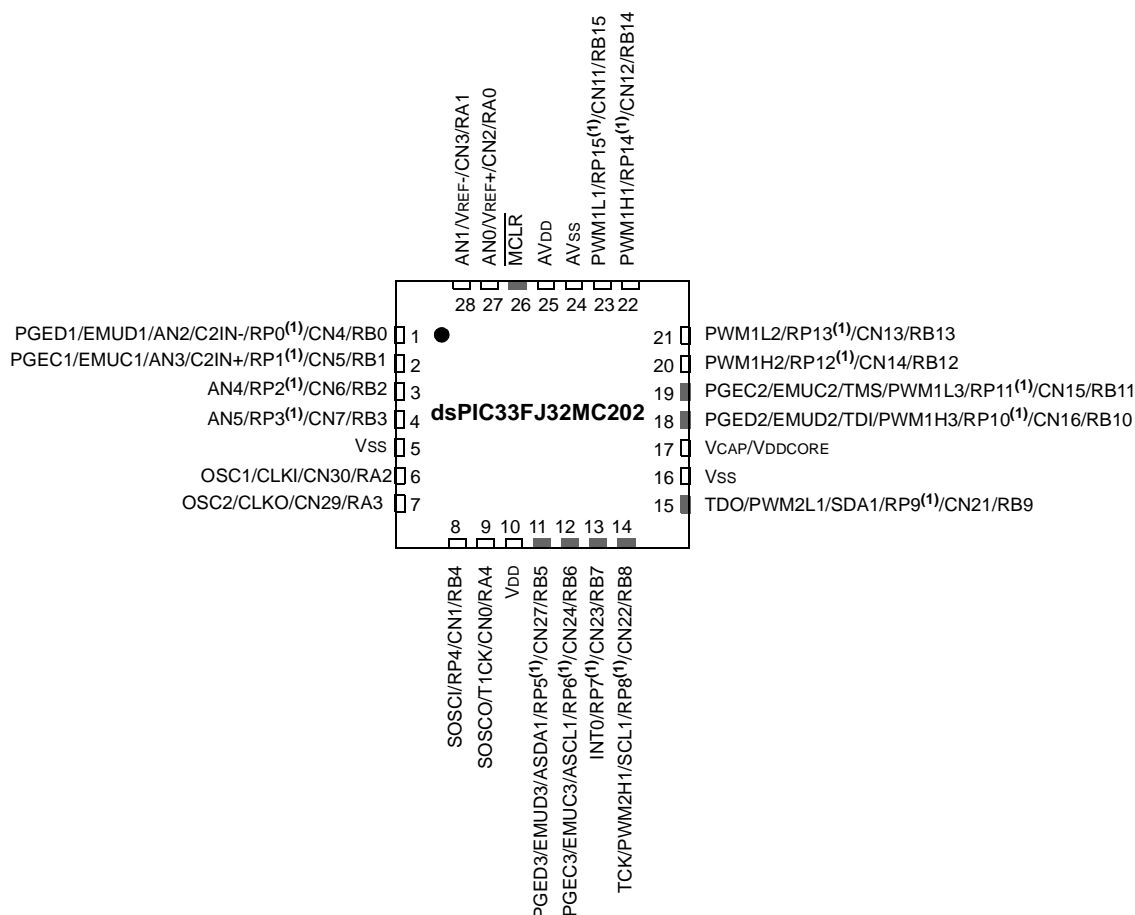 AN1/VREF-/CN3/RA1
AN0/VREF+/CN2/RA0
MCLR
AVDD
AVSS
PWM1L1/RP15(1)/CN11/RB15
PWM1H1/RP14(1)/CN12/RB14
28 27 26 25 24 23 22
PGED1/EMUD1/AN2/C2IN-/RP0(1)/CN4/RB0 1
PGEC1/EMUC1/AN3/C2IN+/RP1(1)/CN5/RB1 2
AN4/RP2(1)/CN6/RB2 3
AN5/RP3(1)/CN7/RB3 4
VSS 5
OSC1/CLKI/CN30/RA2 6
OSC2/CLKO/CN29/RA3 7
dsPIC33FJ32MC202
21 PWM1L2/RP13(1)/CN13/RB13
20 PWM1H2/RP12(1)/CN14/RB12
19 PGEC2/EMUC2/TMS/PWM1L3/RP11(1)/CN15/RB11
18 PGED2/EMUD2/TDI/PWM1H3/RP10(1)/CN16/RB10
17 VCAP/VDDCORE
16 VSS
15 TDO/PWM2L1/SDA1/RP9(1)/CN21/RB9
8 9 10 11 12 13 14
SOSCI/RP4/CN1/RB4
SOSCO/T1CK/CN0/RA4
VDD
PGED3/EMUD3/ASDA1/RP5(1)/CN27/RB5
PGEC3/EMUC3/ASCL1/RP6(1)/CN24/RB6
INT0/RP7(1)/CN23/RB7
TCK/PWM2H1/SCL1/RP8(1)/CN22/RB8